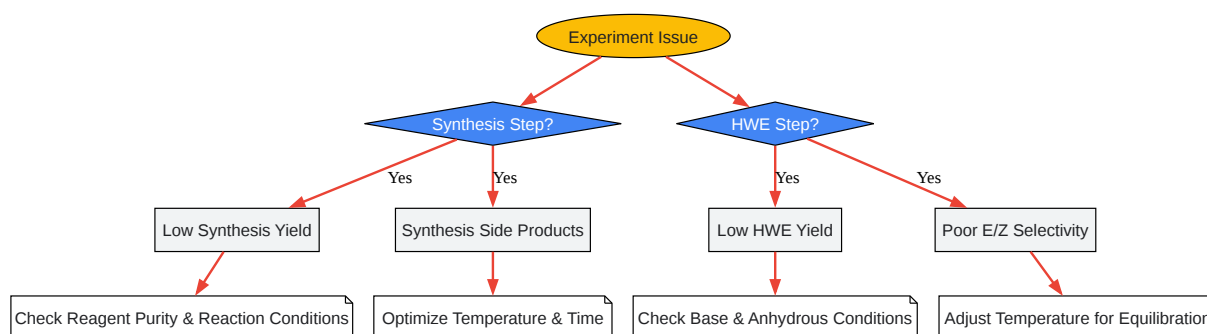 Experiment Issue
Synthesis Step?
HWE Step?
Yes
Yes
Yes
Yes
Low Synthesis Yield
Synthesis Side Products
Low HWE Yield
Poor E/Z Selectivity
Check Reagent Purity & Reaction Conditions
Optimize Temperature & Time
Check Base & Anhydrous Conditions
Adjust Temperature for Equilibration